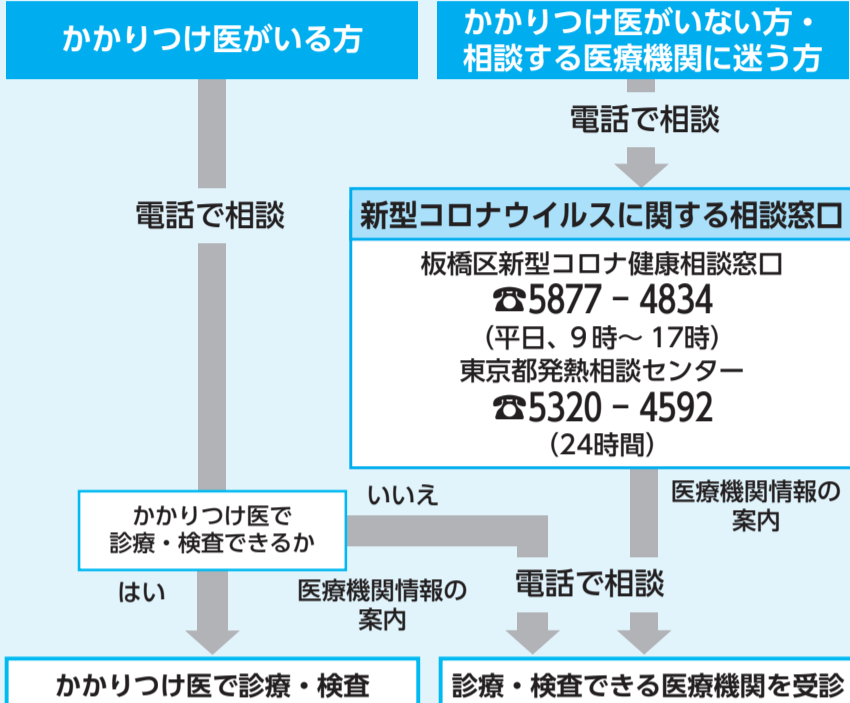 かかりつけ医がいる方
電話で相談
かかりつけ医で
診療・検査できるか
はい
いいえ
医療機関情報の
案内
かかりつけ医で診療・検査
かかりつけ医がいない方・
相談する医療機関に迷う方
電話で相談
新型コロナウイルスに関する相談窓口
板橋区新型コロナ健康相談窓口
☎5877－4834
(平日、9時～17時)
東京都発熱相談センター
☎5320－4592
(24時間)
医療機関情報の
案内
電話で相談
診療・検査できる医療機関を受診